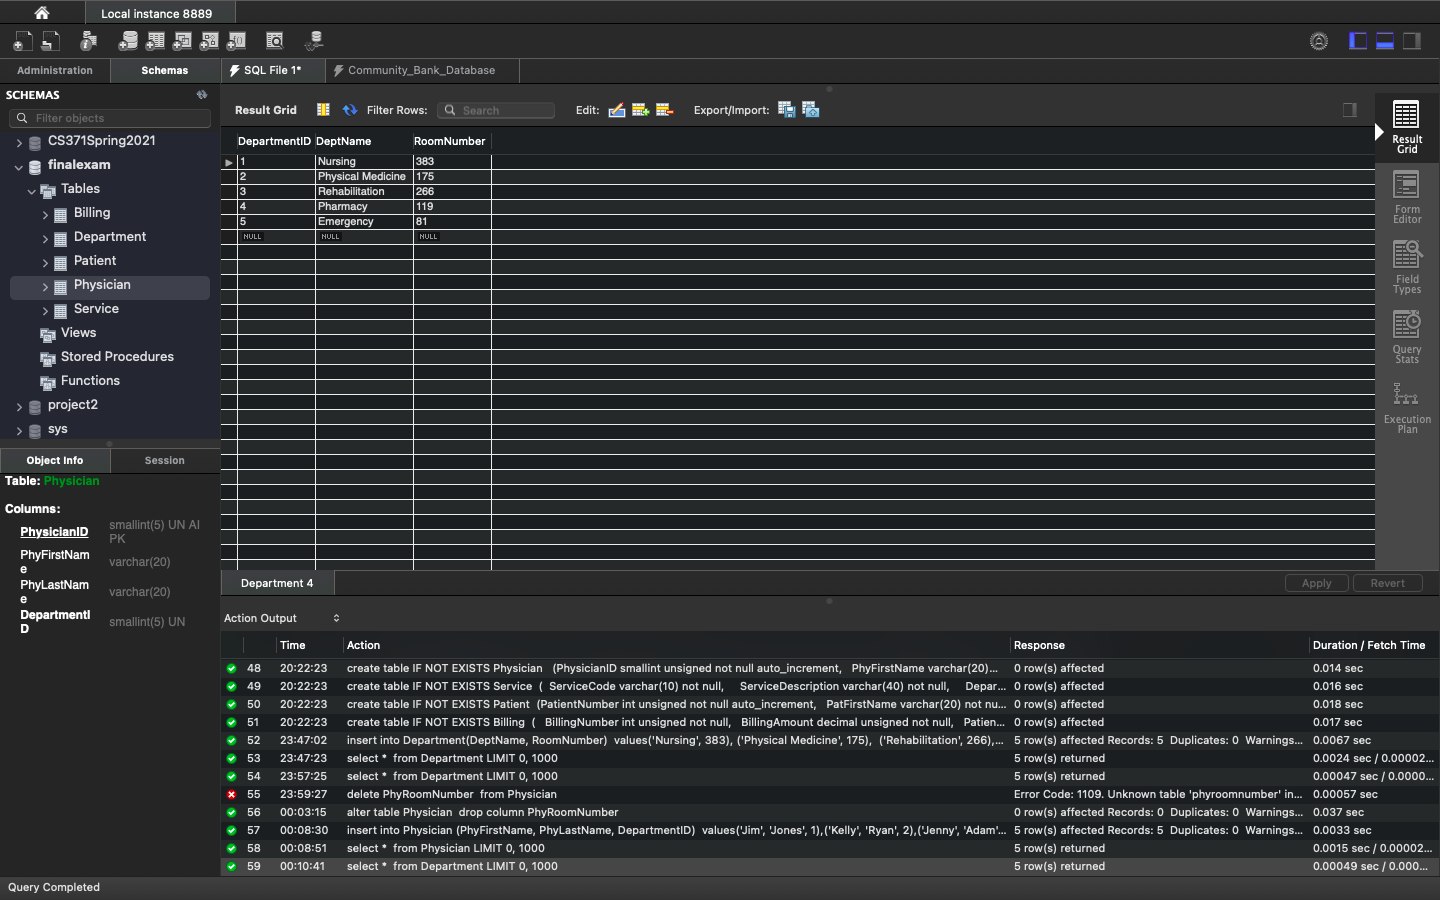 Local instance 8889
Administration
Schemas
SQL File 1*
Community_Bank_Database
SCHEMAS
Filter objects
CS371Spring2021
finalexam
Tables
Billing
Department
Patient
Physician
Service
Views
Stored Procedures
Functions
project2
sys
Object Info
Session
Table: Physician
Columns:
PhysicianID smallint(5) UN AI
PK
PhyFirstNam
e varchar(20)
PhyLastNam
e varchar(20)
DepartmentI
D smallint(5) UN
Result Grid
Filter Rows:
Search
Edit:
Export/Import:
DepartmentID DeptName RoomNumber
1 Nursing 383
2 Physical Medicine 175
3 Rehabilitation 266
4 Pharmacy 119
5 Emergency 81
NULL NULL NULL
Result
Grid
Form
Editor
Field
Types
Query
Stats
Execution
Plan
Department 4
Apply
Revert
Action Output
Time Action Response Duration / Fetch Time
48 20:22:23 create table IF NOT EXISTS Physician (PhysicianID smallint unsigned not null auto_increment, PhyFirstName varchar(20)... 0 row(s) affected 0.014 sec
49 20:22:23 create table IF NOT EXISTS Service ( ServiceCode varchar(10) not null, ServiceDescription varchar(40) not null, Depar... 0 row(s) affected 0.016 sec
50 20:22:23 create table IF NOT EXISTS Patient (PatientNumber int unsigned not null auto_increment, PatFirstName varchar(20) not nu... 0 row(s) affected 0.018 sec
51 20:22:23 create table IF NOT EXISTS Billing ( BillingNumber int unsigned not null, BillingAmount decimal unsigned not null, Patien... 0 row(s) affected 0.017 sec
52 23:47:02 insert into Department(DeptName, RoomNumber) values('Nursing', 383), ('Physical Medicine', 175), ('Rehabilitation', 266),... 5 row(s) affected Records: 5 Duplicates: 0 Warnings... 0.0067 sec
53 23:47:23 select * from Department LIMIT 0, 1000 5 row(s) returned 0.0024 sec / 0.00002...
54 23:57:25 select * from Department LIMIT 0, 1000 5 row(s) returned 0.00047 sec / 0.0000...
55 23:59:27 delete PhyRoomNumber from Physician Error Code: 1109. Unknown table 'phyroomnumber' in... 0.00057 sec
56 00:03:15 alter table Physician drop column PhyRoomNumber 0 row(s) affected Records: 0 Duplicates: 0 Warnings... 0.037 sec
57 00:08:30 insert into Physician (PhyFirstName, PhyLastName, DepartmentID) values('Jim', 'Jones', 1),('Kelly', 'Ryan', 2),('Jenny', 'Adam'... 5 row(s) affected Records: 5 Duplicates: 0 Warnings... 0.0033 sec
58 00:08:51 select * from Physician LIMIT 0, 1000 5 row(s) returned 0.0015 sec / 0.00002...
59 00:10:41 select * from Department LIMIT 0, 1000 5 row(s) returned 0.00049 sec / 0.000...
Query Completed